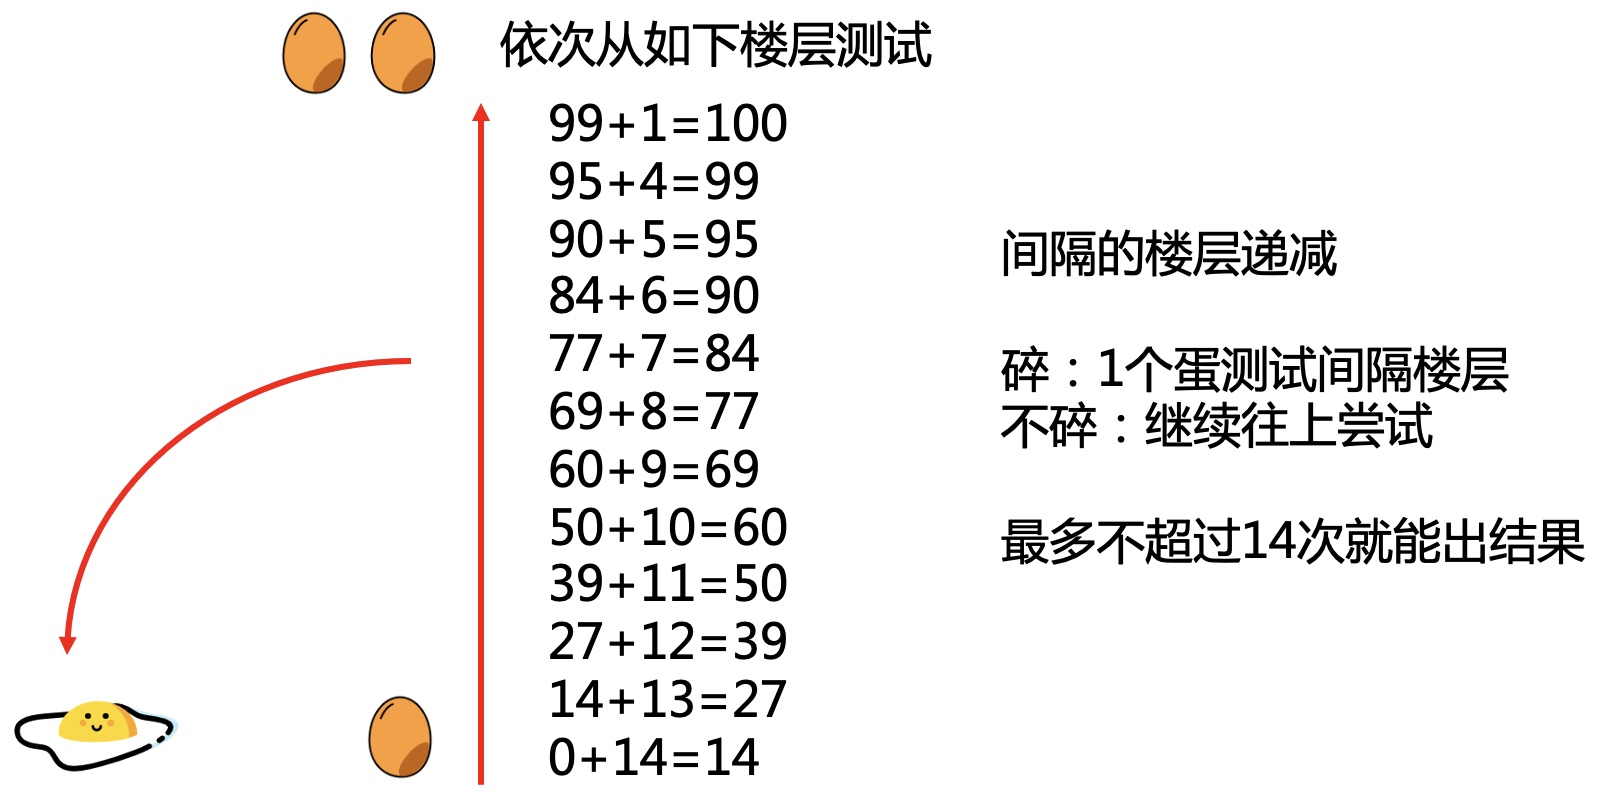 依次从如下楼层测试
99+1=100
95+4=99
90+5=95
84+6=90
77+7=84
69+8=77
60+9=69
50+10=60
39+11=50
27+12=39
14+13=27
0+14=14
间隔的楼层递减
碎：1个蛋测试间隔楼层
不碎：继续往上尝试
最多不超过14次就能出结果